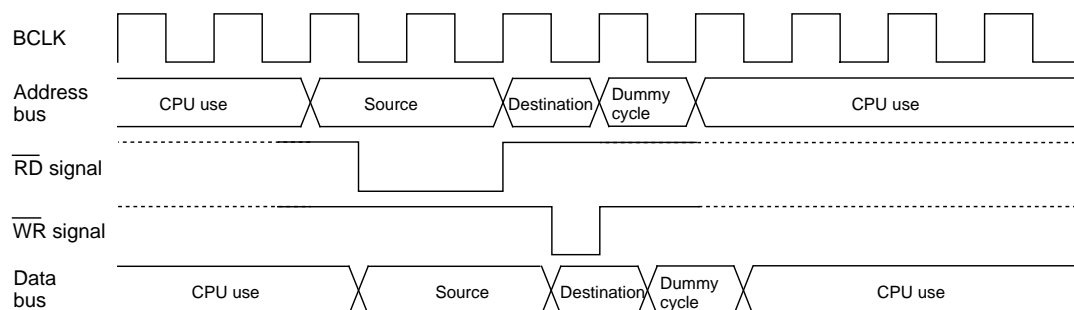 BCLK
Address
bus
CPU use
Source
Destination
Dummy
cycle
CPU use
RD signal
WR signal
Data
bus
CPU use
Source
Destination
Dummy
cycle
CPU use